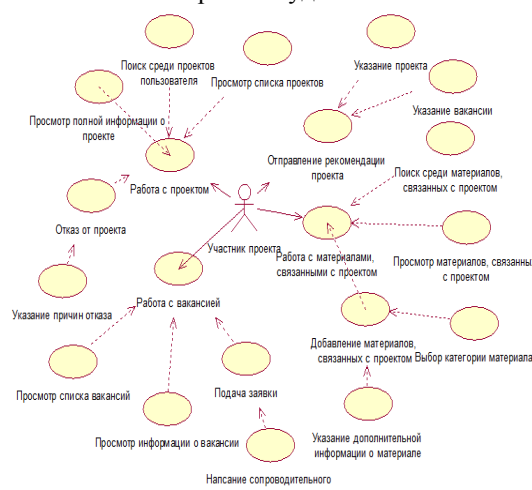 Поиск среди проектов
пользователя
Просмотр списка проектов
Указание проекта
Указание вакансии
Просмотр полной информации о
проекте
Отправление рекомендации
проекта
Поиск среди материалов,
связанных с проектом
Работа с проектом
Отказ от проекта
Участник проекта
Работа с материалами,
связанными с проектом
Просмотр материалов, связанных
с проектом
Указание причин отказа
Работа с вакансией
Добавление материалов,
связанных с проектом
Выбор категории материала
Просмотр списка вакансий
Подача заявки
Просмотр информации о вакансии
Указание дополнительной
информации о материале
Напсание сопроводительного